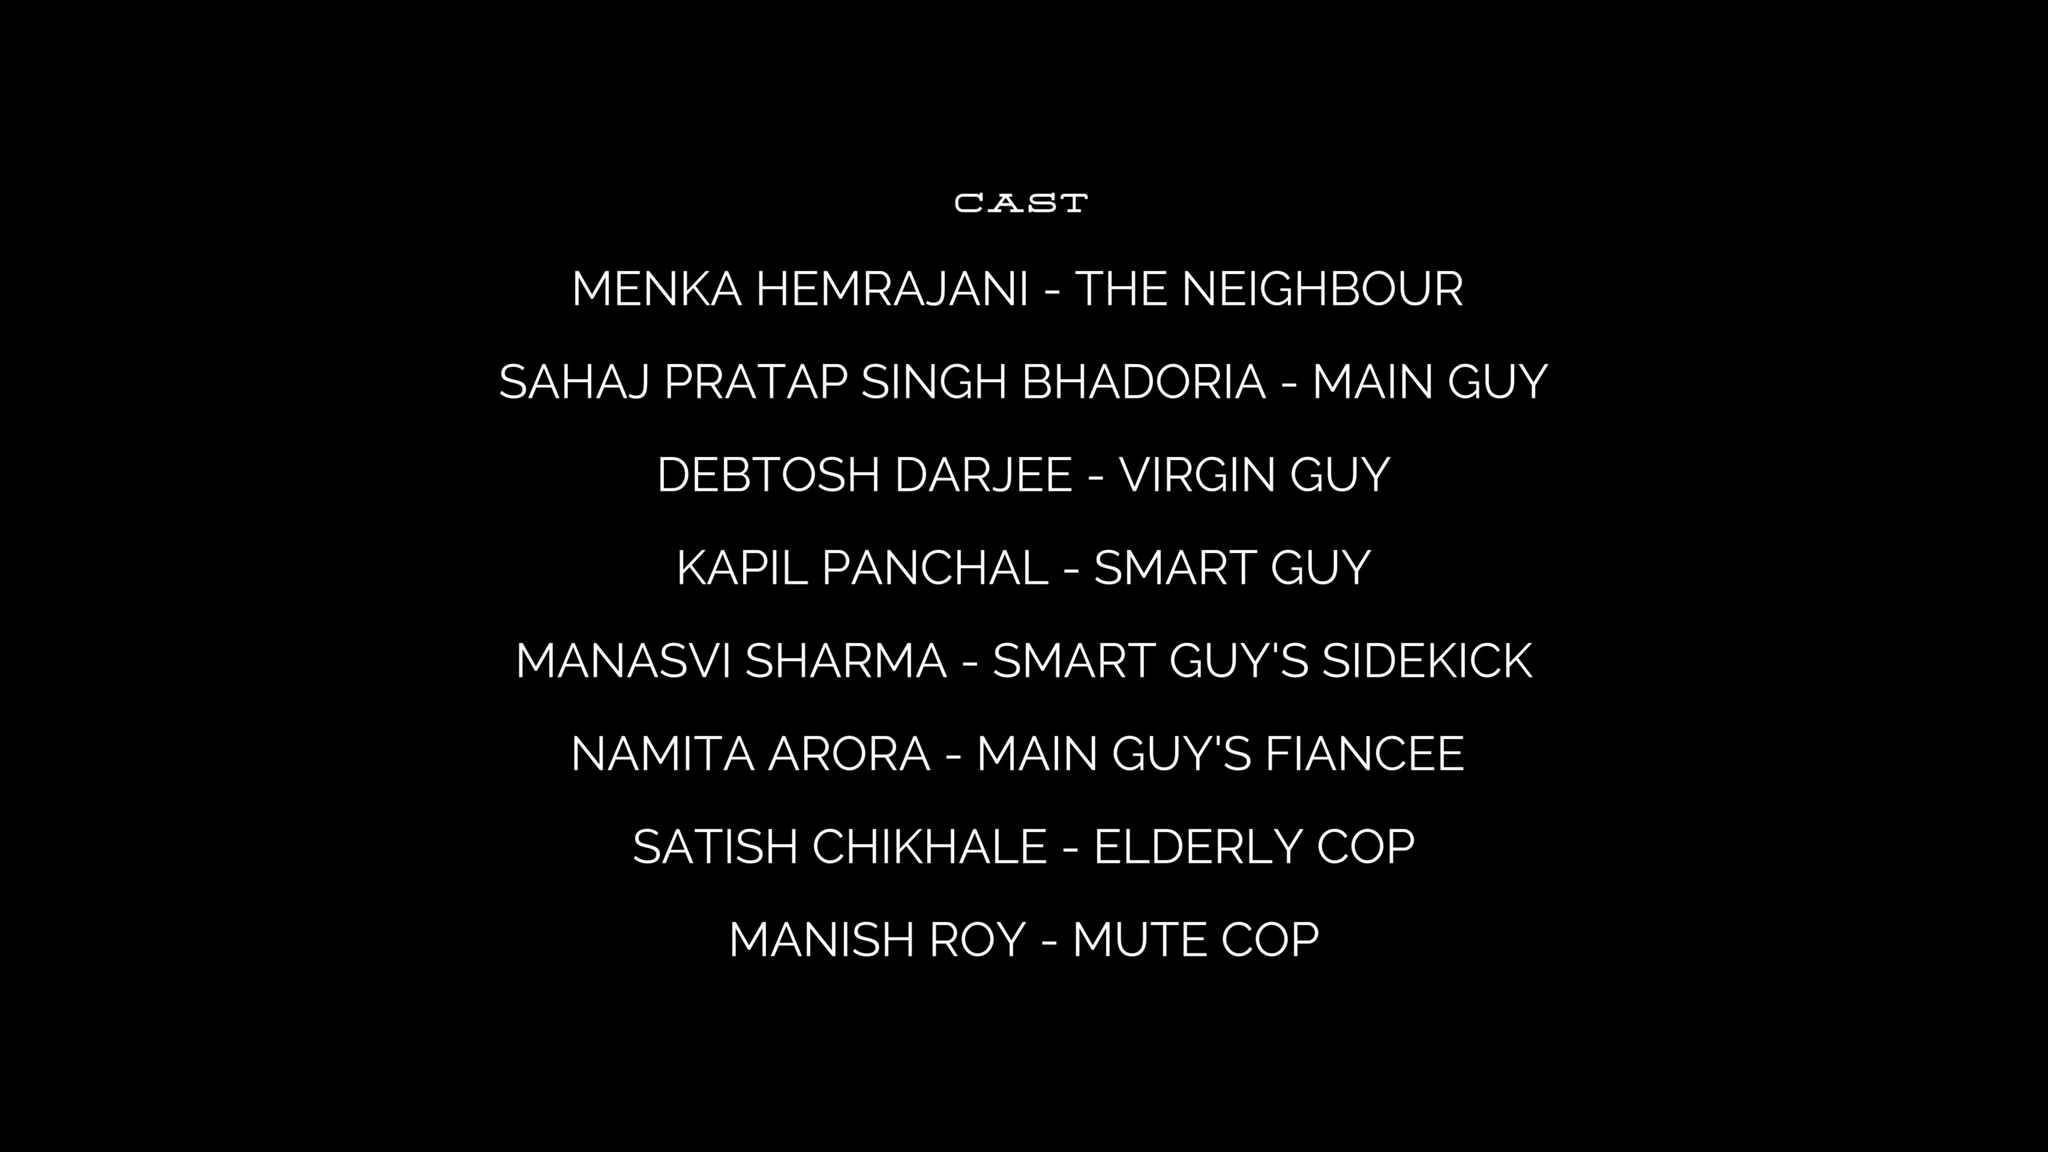 CAST
MENKA HEMRAJANI - THE NEIGHBOUR
SAHAJ PRATAP SINGH BHADORIA - MAIN GUY
DEBTOSH DARJEE - VIRGIN GUY
KAPIL PANCHAL - SMART GUY
MANASVI SHARMA - SMART GUY'S SIDEKICK
NAMITA ARORA - MAIN GUY'S FIANCEE
SATISH CHIKHALE - ELDERLY COP
MANISH ROY - MUTE COP